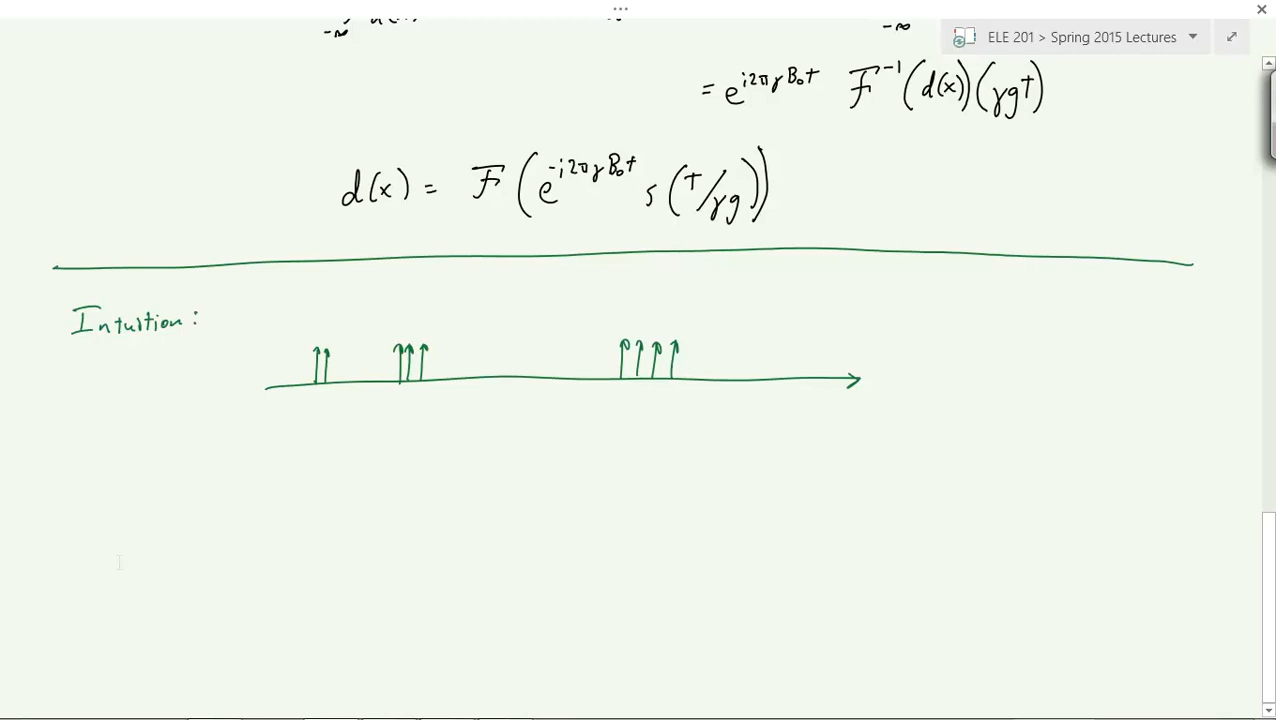 -∞
-∞
ELE 201 > Spring 2015 Lectures
= e^{i2πγB₀t} F^{-1}(d(x))(γgt)
d(x) = F(e^{-i2πγB₀t} s(t/γg))
Intuition: